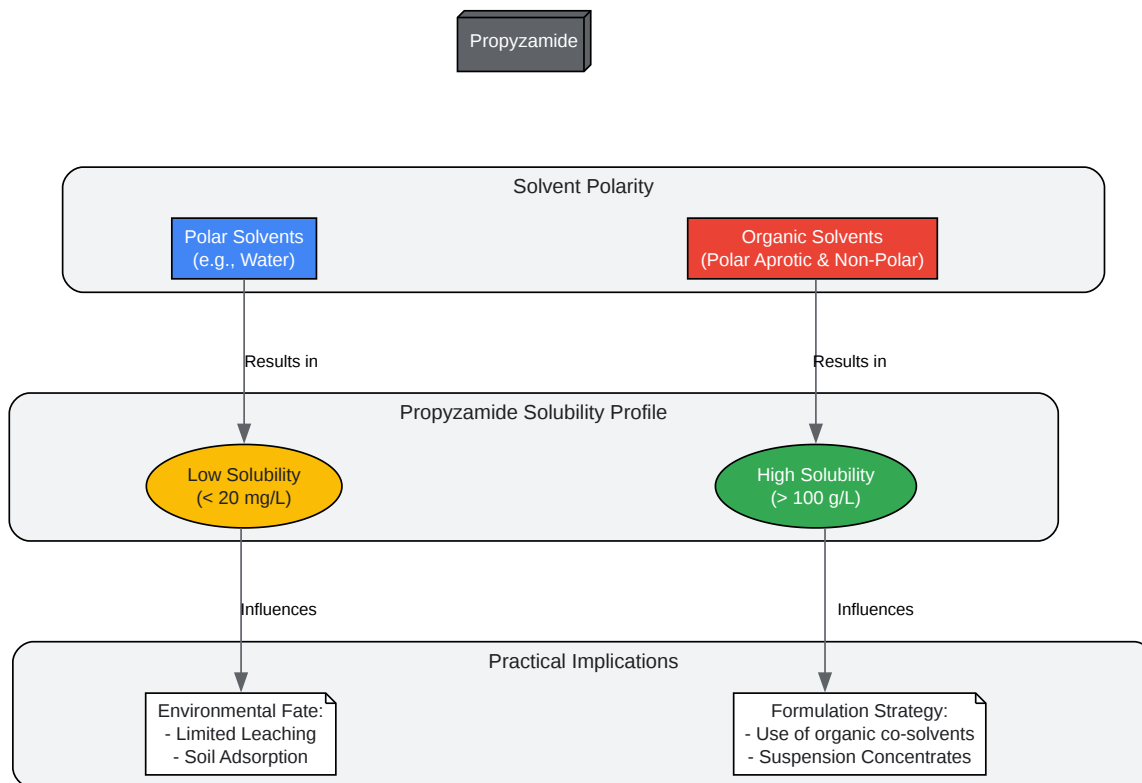 Propyzamide
Solvent Polarity
Polar Solvents
(e.g., Water)
Organic Solvents
(Polar Aprotic & Non-Polar)
Results in
Results in
Propyzamide Solubility Profile
Low Solubility
(< 20 mg/L)
High Solubility
(> 100 g/L)
Influences
Influences
Practical Implications
Environmental Fate:
- Limited Leaching
- Soil Adsorption
Formulation Strategy:
- Use of organic co-solvents
- Suspension Concentrates